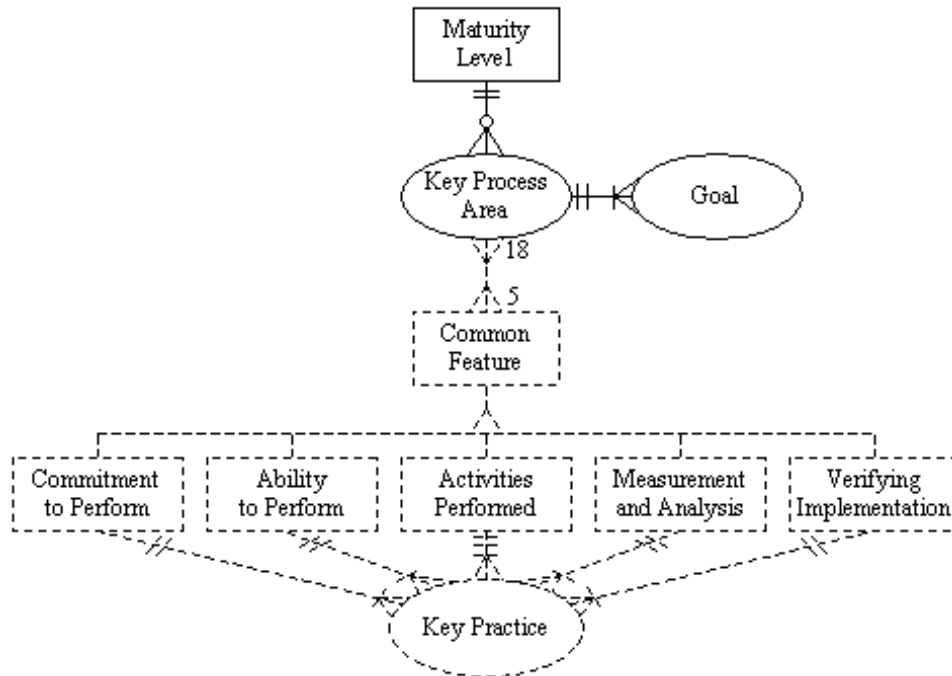 Maturity
Level
Key Process
Area
Goal
18
5
Common
Feature
Commitment
to Perform
Ability
to Perform
Activities
Performed
Measurement
and Analysis
Verifying
Implementation
Key Practice